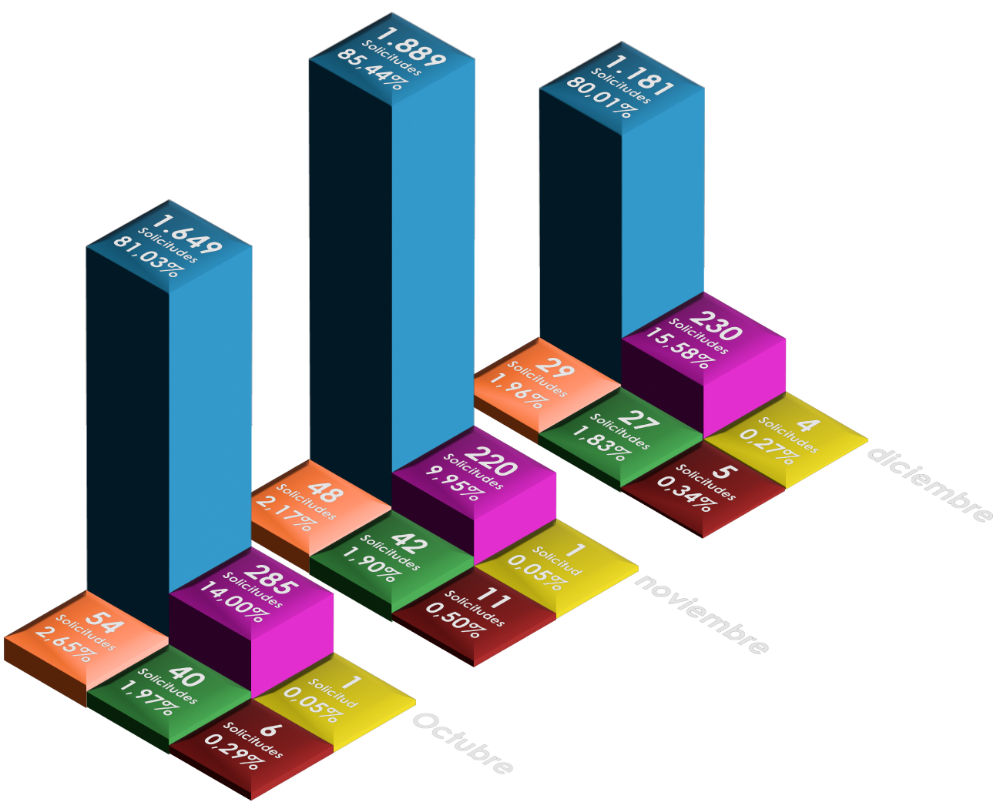 1.889
Solicitudes
85,44%
1.181
Solicitudes
80,01%
1.649
Solicitudes
81,03%
230
Solicitudes
15,58%
29
Solicitudes
1,96%
27
Solicitudes
1,83%
4
Solicitudes
0,27%
5
Solicitudes
0,34%
diciembre
220
Solicitudes
9,95%
48
Solicitudes
2,17%
42
Solicitudes
1,90%
1
Solicitud
0,05%
11
Solicitudes
0,50%
noviembre
285
Solicitudes
14,00%
54
Solicitudes
2,65%
40
Solicitudes
1,97%
1
Solicitud
0,05%
6
Solicitudes
0,29%
Octubre